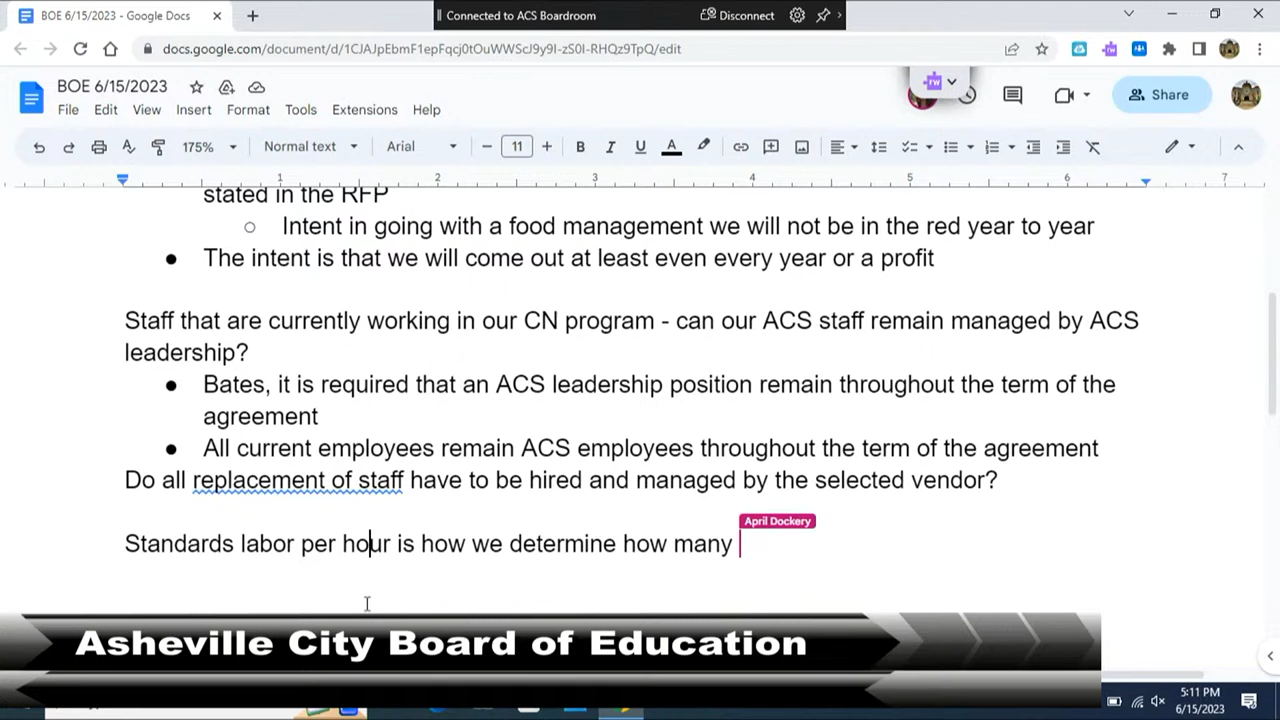 BOE 6/15/2023 - Google Docs
Connected to ACS Boardroom
Disconnect
docs.google.com/document/d/1CJAJpEbmF1epFqcj0tOuWWScJ9y9I-zS0I-RHQz9TpQ/edit
BOE 6/15/2023
rw
File Edit View Insert Format Extensions Help
Tools
Share
175% Normal text Arial 11
1 2 3 4 5 6 7
stated in the RFP
Intent in going with a food management we will not be in the red year to year
The intent is that we will come out at least even every year or a profit
Staff that are currently working in our CN program - can our ACS staff remain managed by ACS
leadership?
Bates, it is required that an ACS leadership position remain throughout the term of the
agreement
All current employees remain ACS employees throughout the term of the agreement
Do all replacement of staff have to be hired and managed by the selected vendor?
April Dockery
Standards labor per hour is how we determine how many
Asheville City Board of Education
5:11 PM
6/15/2023